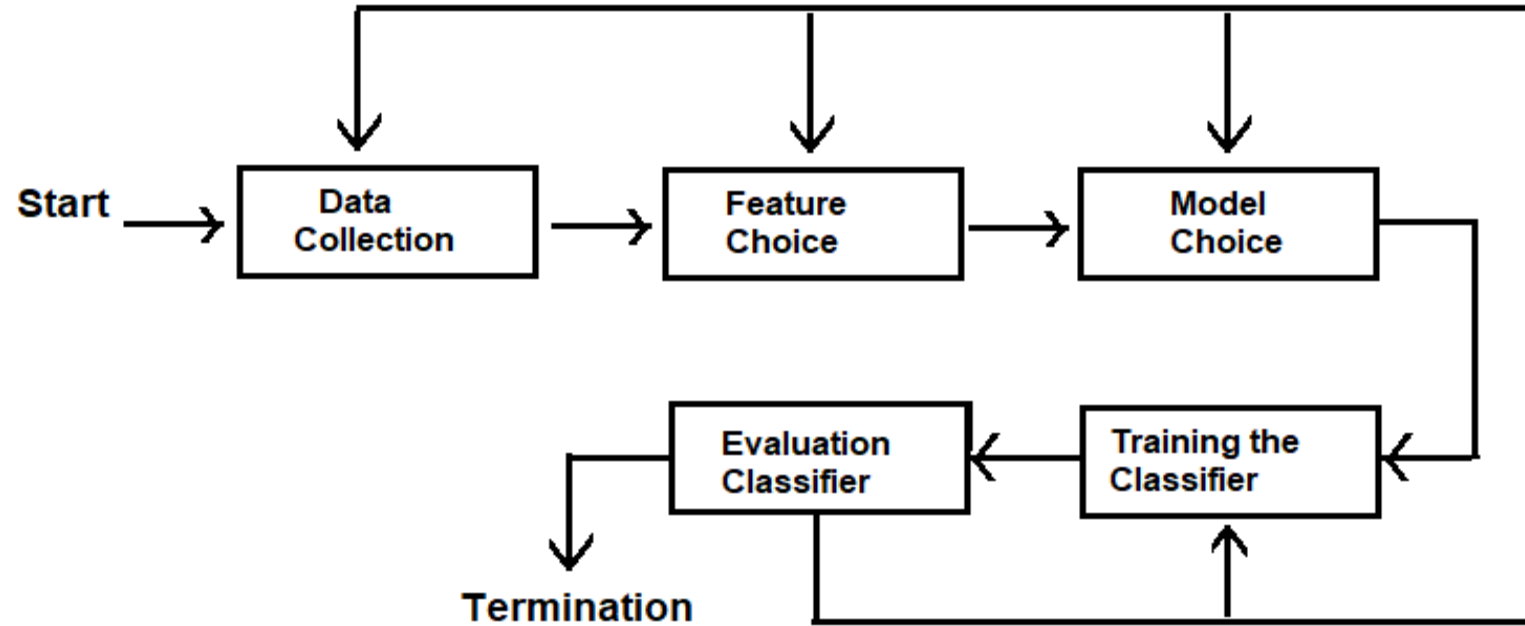 Start
Data
Collection
Feature
Choice
Model
Choice
Evaluation
Classifier
Training the
Classifier
Termination